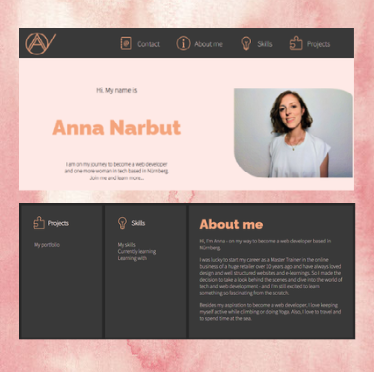 Contact
About me
Skills
Projects
Hi, My name is
Anna Narbut
I am on my journey to become a web developer
and one more woman in tech based in Nürnberg.
Join me and learn more...
Projects
My portfolio
Skills
My skills
Currently learning
Learning with
About me
Hi, I'm Anna - on my way to become a web developer based in
Nürnberg.
I was lucky to start my career as a Master Trainer in the online
business of a huge retailer over 10 years ago and have always loved
design and well structured websites and e-learnings. So I made the
decision to take a look behind the scenes and dive into the world of
tech and web development - and I'm still excited to learn
something so fascinating from the scratch.
Besides my aspiration to become a web developer, I love keeping
myself active while climbing or doing Yoga. Also, I love to travel and
to spend time at the sea.